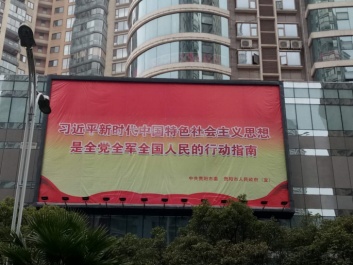 习近平新时代中国特色社会主义思想
是全党全军全国人民的行动指南